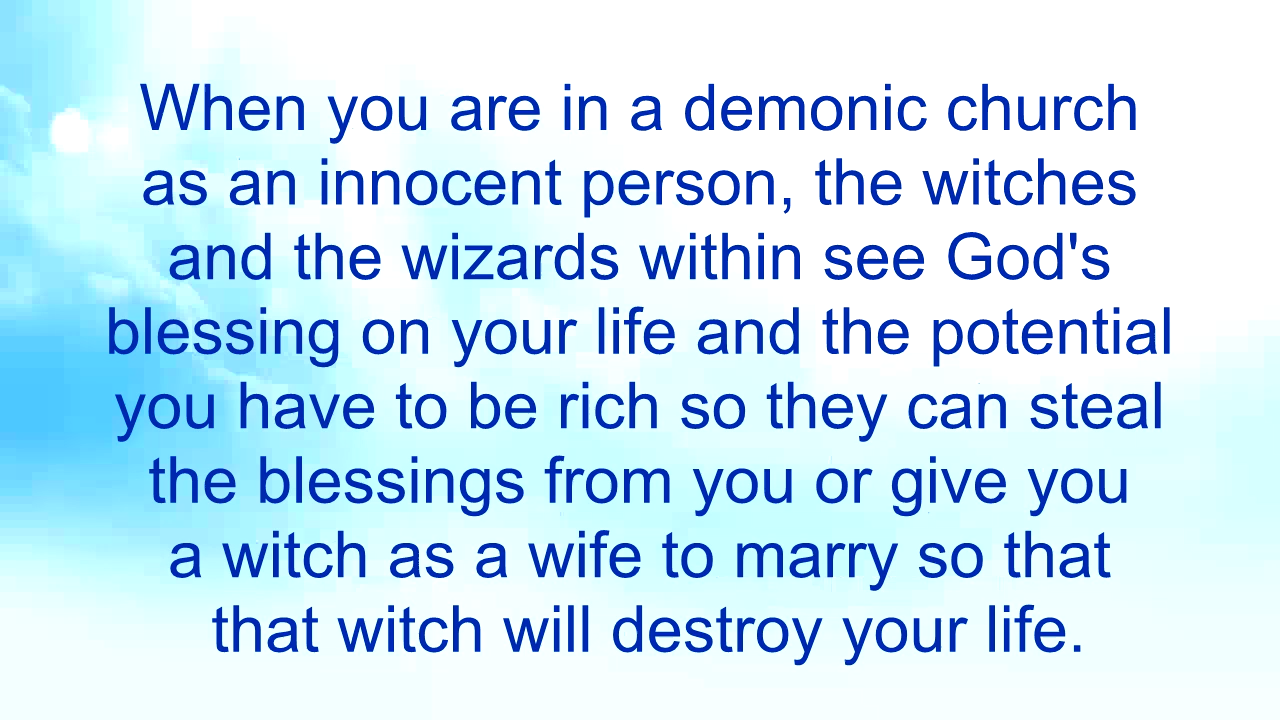 When you are in a demonic church
as an innocent person, the witches
and the wizards within see God's
blessing on your life and the potential
you have to be rich so they can steal
the blessings from you or give you
a witch as a wife to marry so that
that witch will destroy your life.